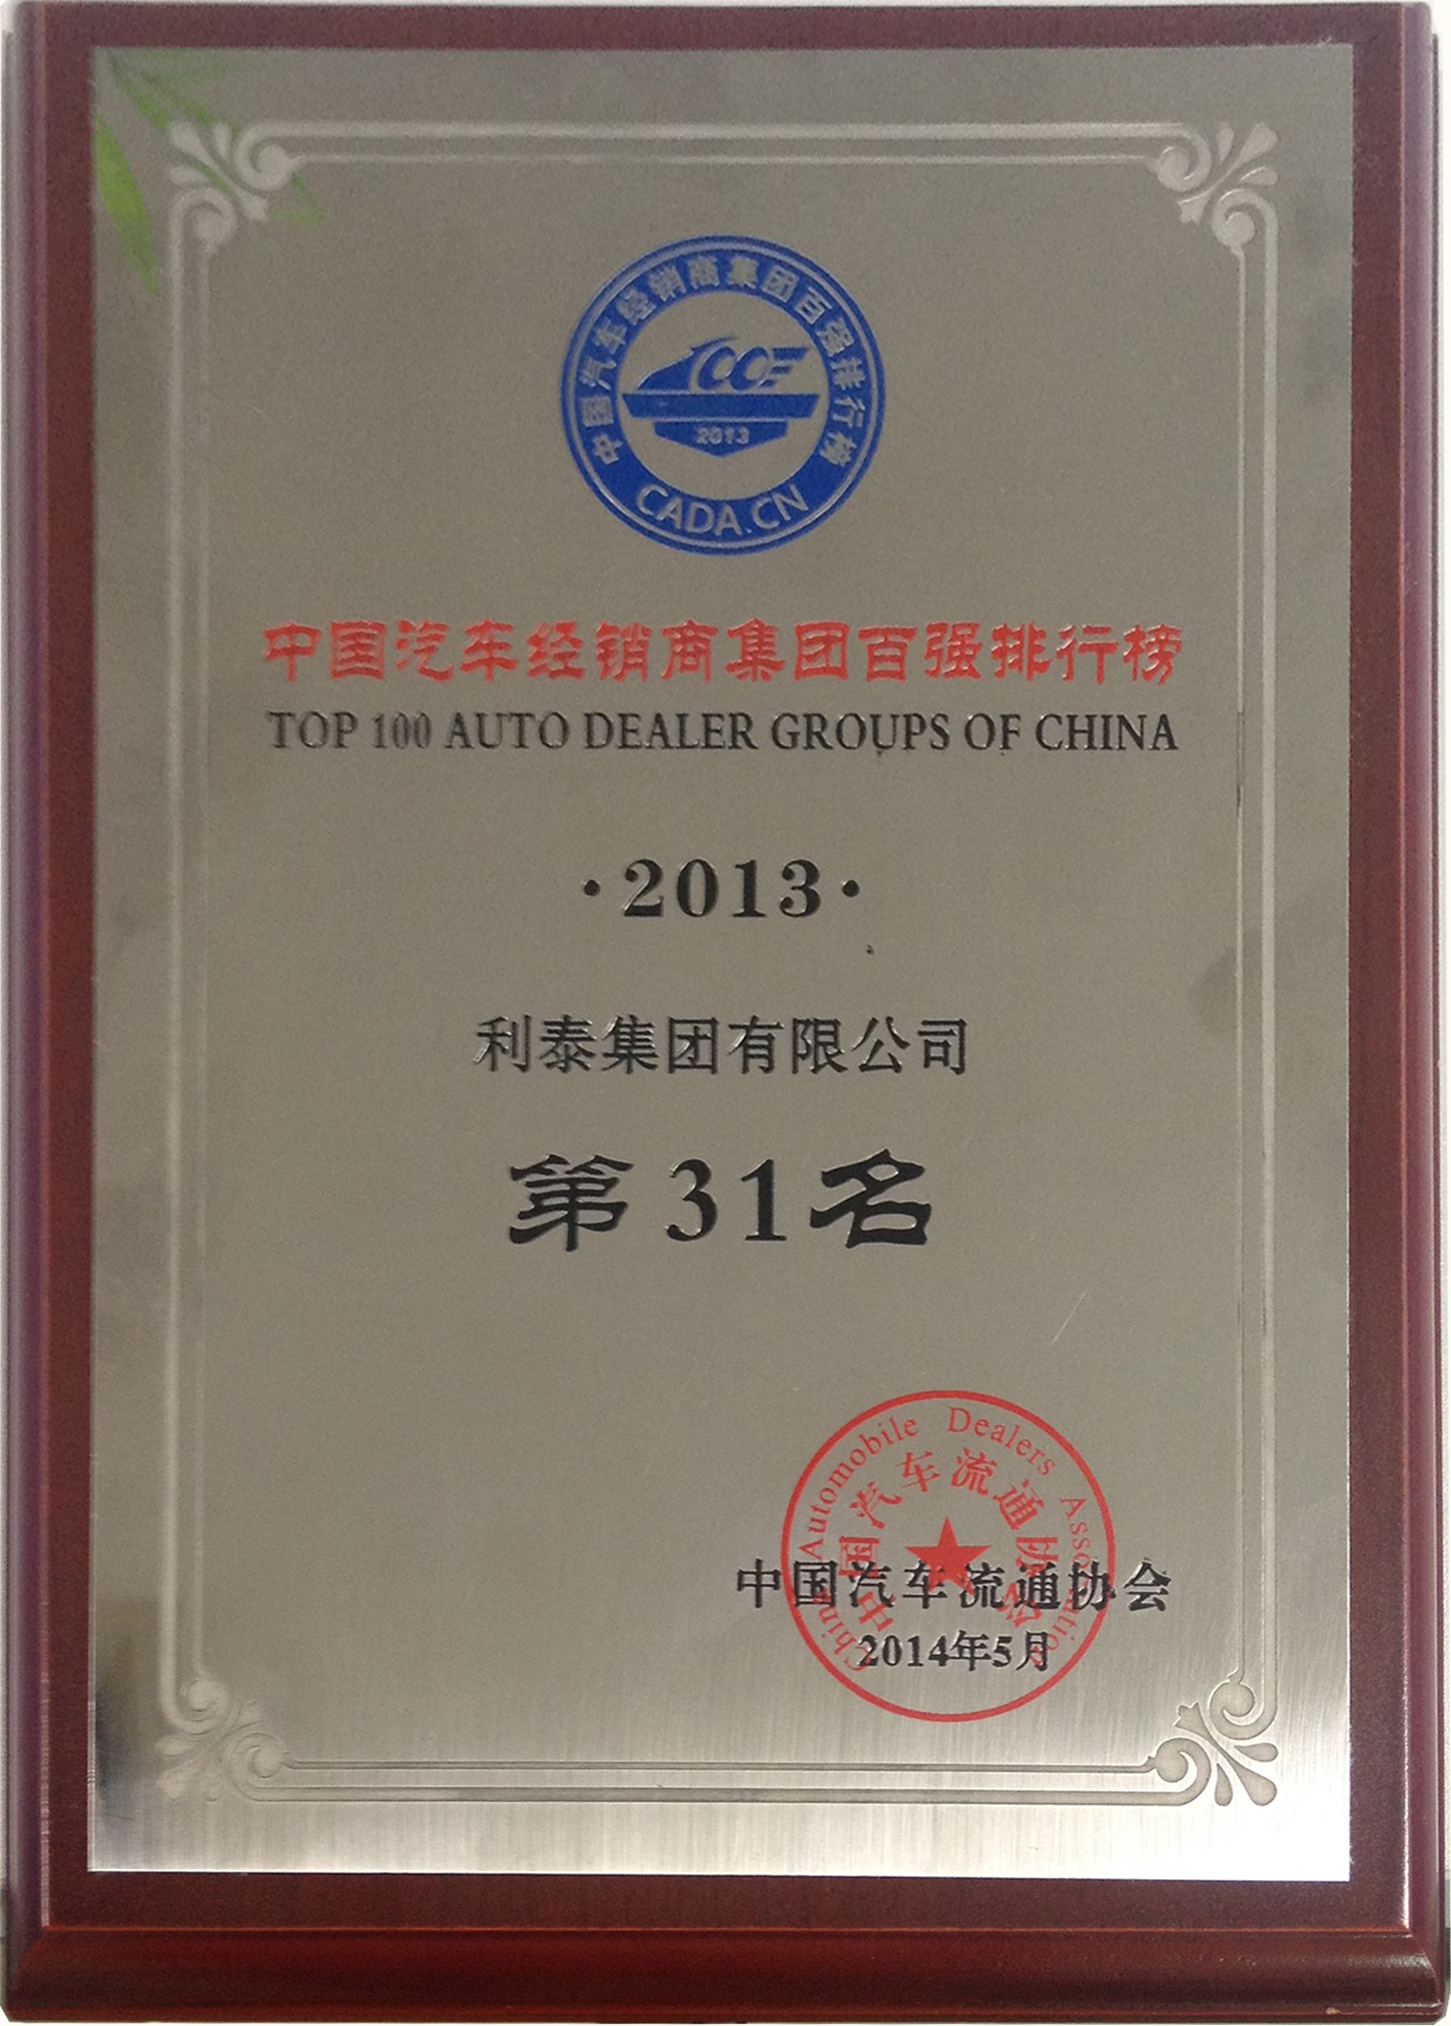 中国汽车经销商集团百强排行榜
2013
CADA.CN
中国汽车经销商集团百强排行榜
TOP 100 AUTO DEALER GROUPS OF CHINA
·2013·
利泰集团有限公司
第31名
China Automobile Dealers Association
中国汽车流通协会
中国汽车流通协会
2014年5月